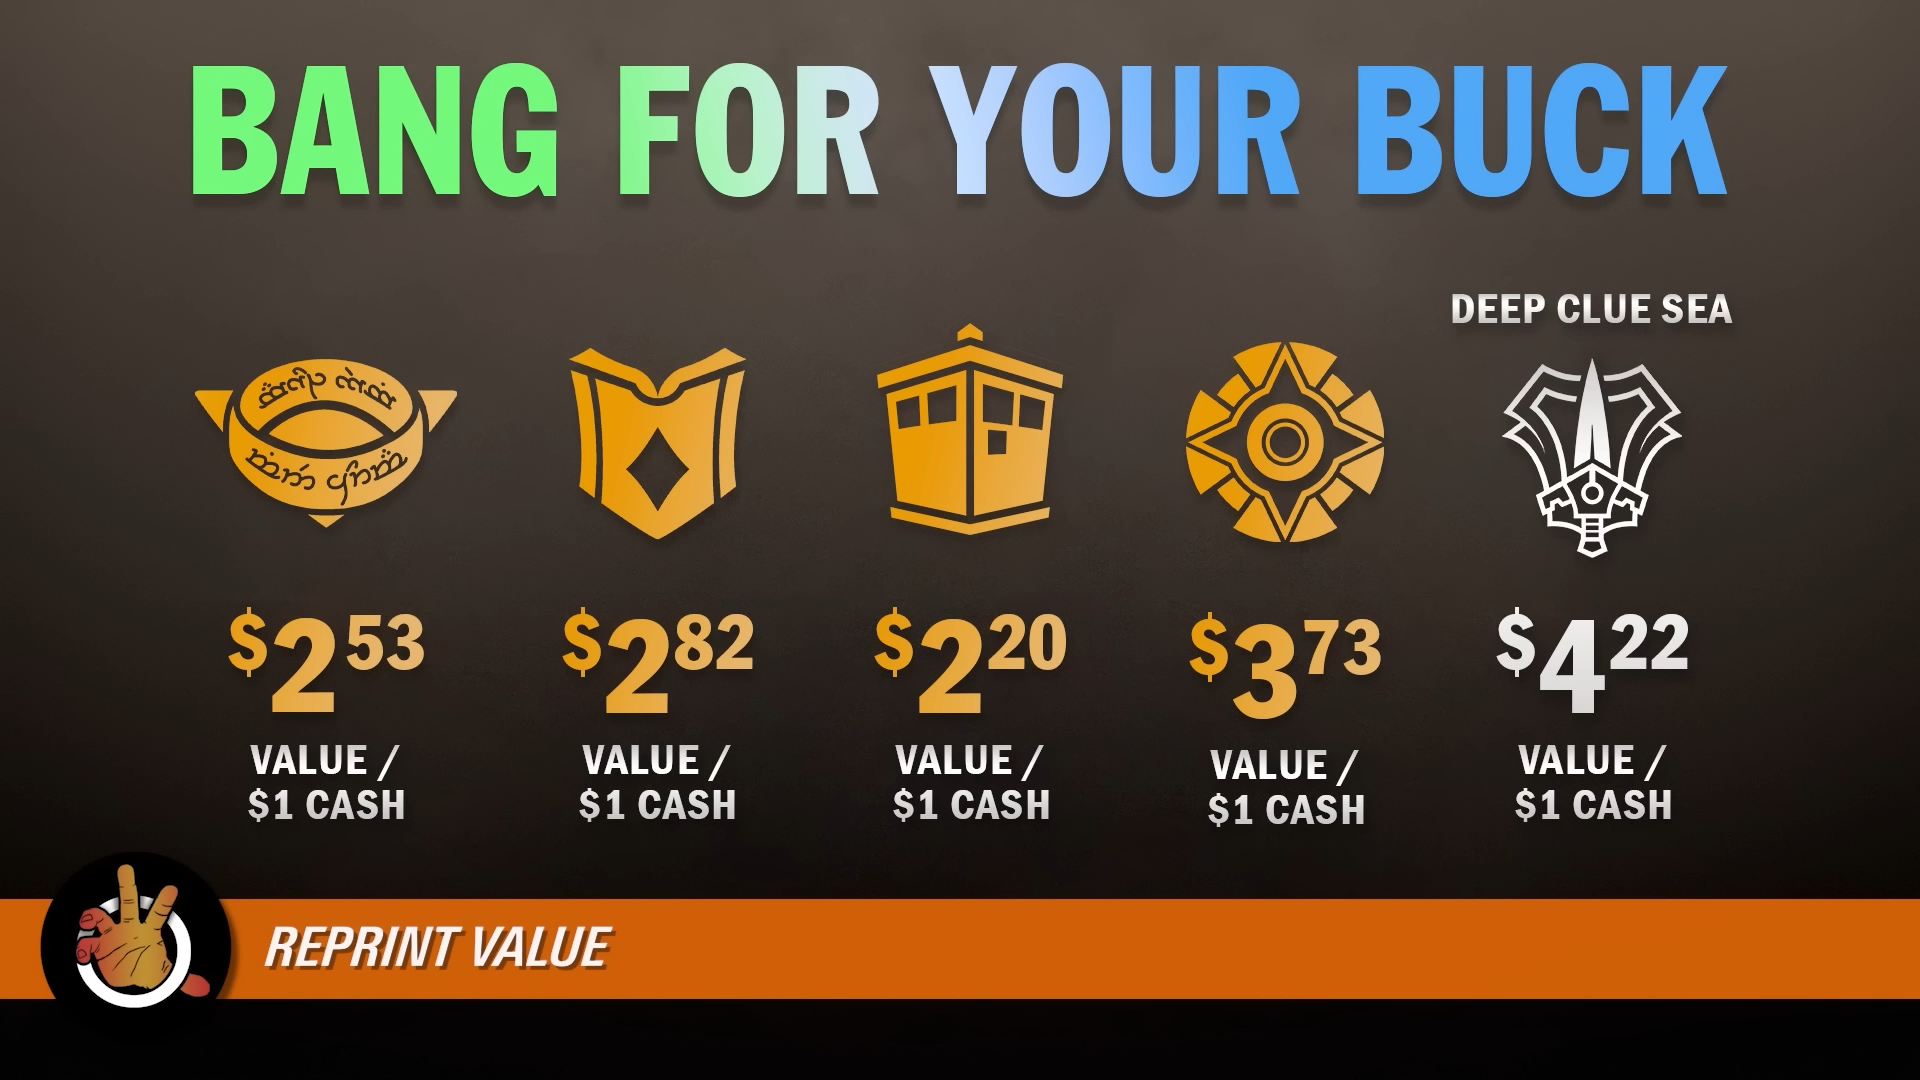 BANG FOR YOUR BUCK
DEEP CLUE SEA
$2 53
$2 82
$2 20
$3 73
$4 22
VALUE /
$1 CASH
VALUE /
$1 CASH
VALUE /
$1 CASH
VALUE /
$1 CASH
VALUE /
$1 CASH
REPRINT VALUE